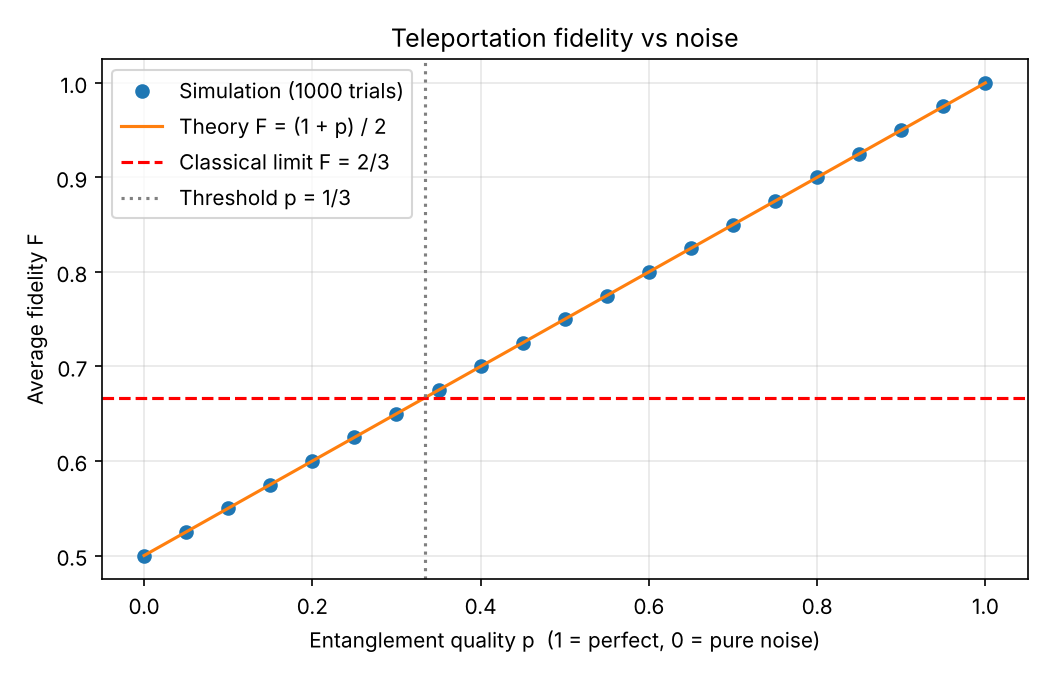 Teleportation fidelity vs noise
Simulation (1000 trials)
Theory F = (1 + p) / 2
Classical limit F = 2/3
Threshold p = 1/3
Average fidelity F
1.0
0.9
0.8
0.7
0.6
0.5
0.0 0.2 0.4 0.6 0.8 1.0
Entanglement quality p (1 = perfect, 0 = pure noise)